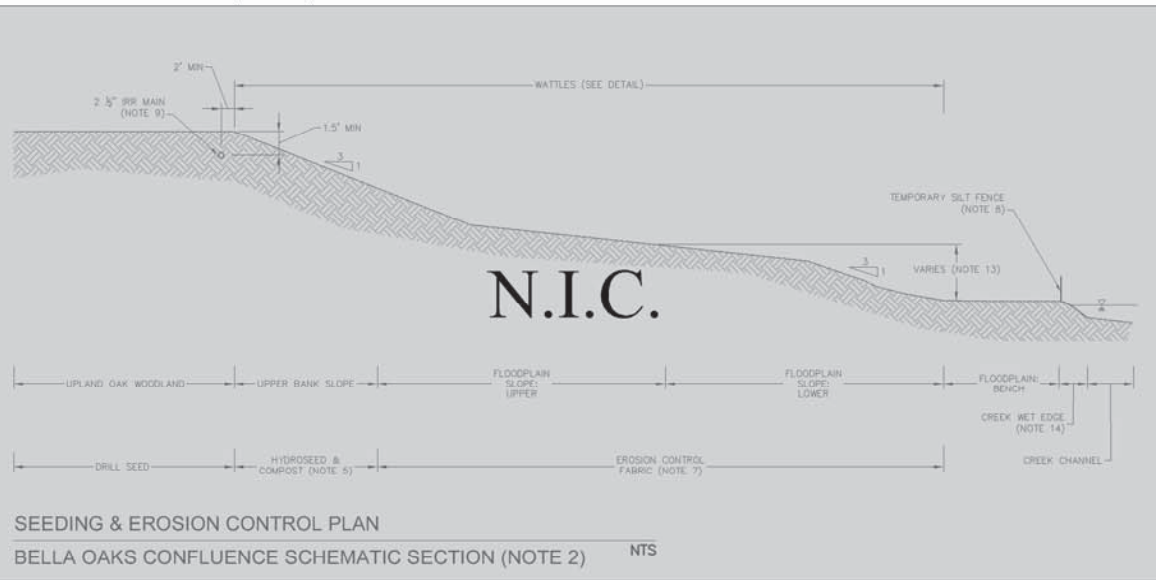 2' MIN
WATTLES (SEE DETAIL)
2 ½" IRR MAIN
(NOTE 9)
1.5' MIN
3
1
TEMPORARY SILT FENCE
(NOTE 8)
3
1
VARIES (NOTE 13)
N.I.C.
UPLAND OAK WOODLAND
UPPER BANK SLOPE
FLOODPLAIN
SLOPE:
UPPER
FLOODPLAIN
SLOPE:
LOWER
FLOODPLAIN:
BENCH
CREEK WET EDGE
(NOTE 14)
CREEK CHANNEL
DRILL SEED
HYDROSEED &
COMPOST (NOTE 5)
EROSION CONTROL
FABRIC (NOTE 7)
SEEDING & EROSION CONTROL PLAN
BELLA OAKS CONFLUENCE SCHEMATIC SECTION (NOTE 2)
NTS